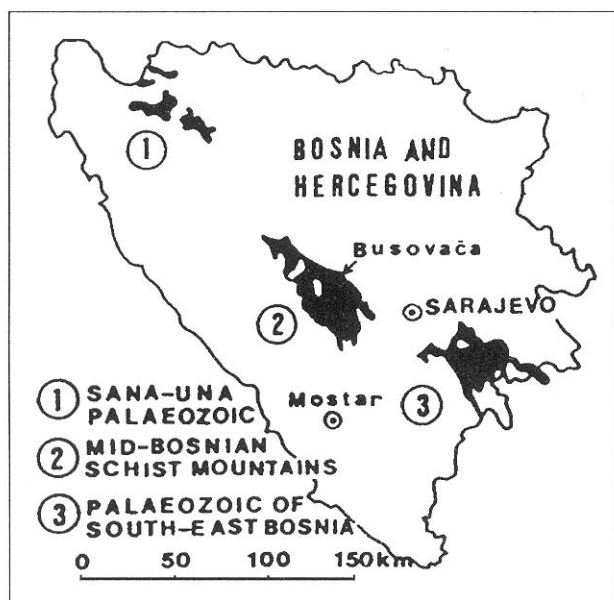 BOSNIA AND
HERCEGOVINA
1
Busovača
2
SARAJEVO
3
Mostar
1 SANA-UNA
PALAEOZOIC
2 MID-BOSNIAN
SCHIST MOUNTAINS
3 PALAEOZOIC OF
SOUTH-EAST BOSNIA
0 50 100 150km